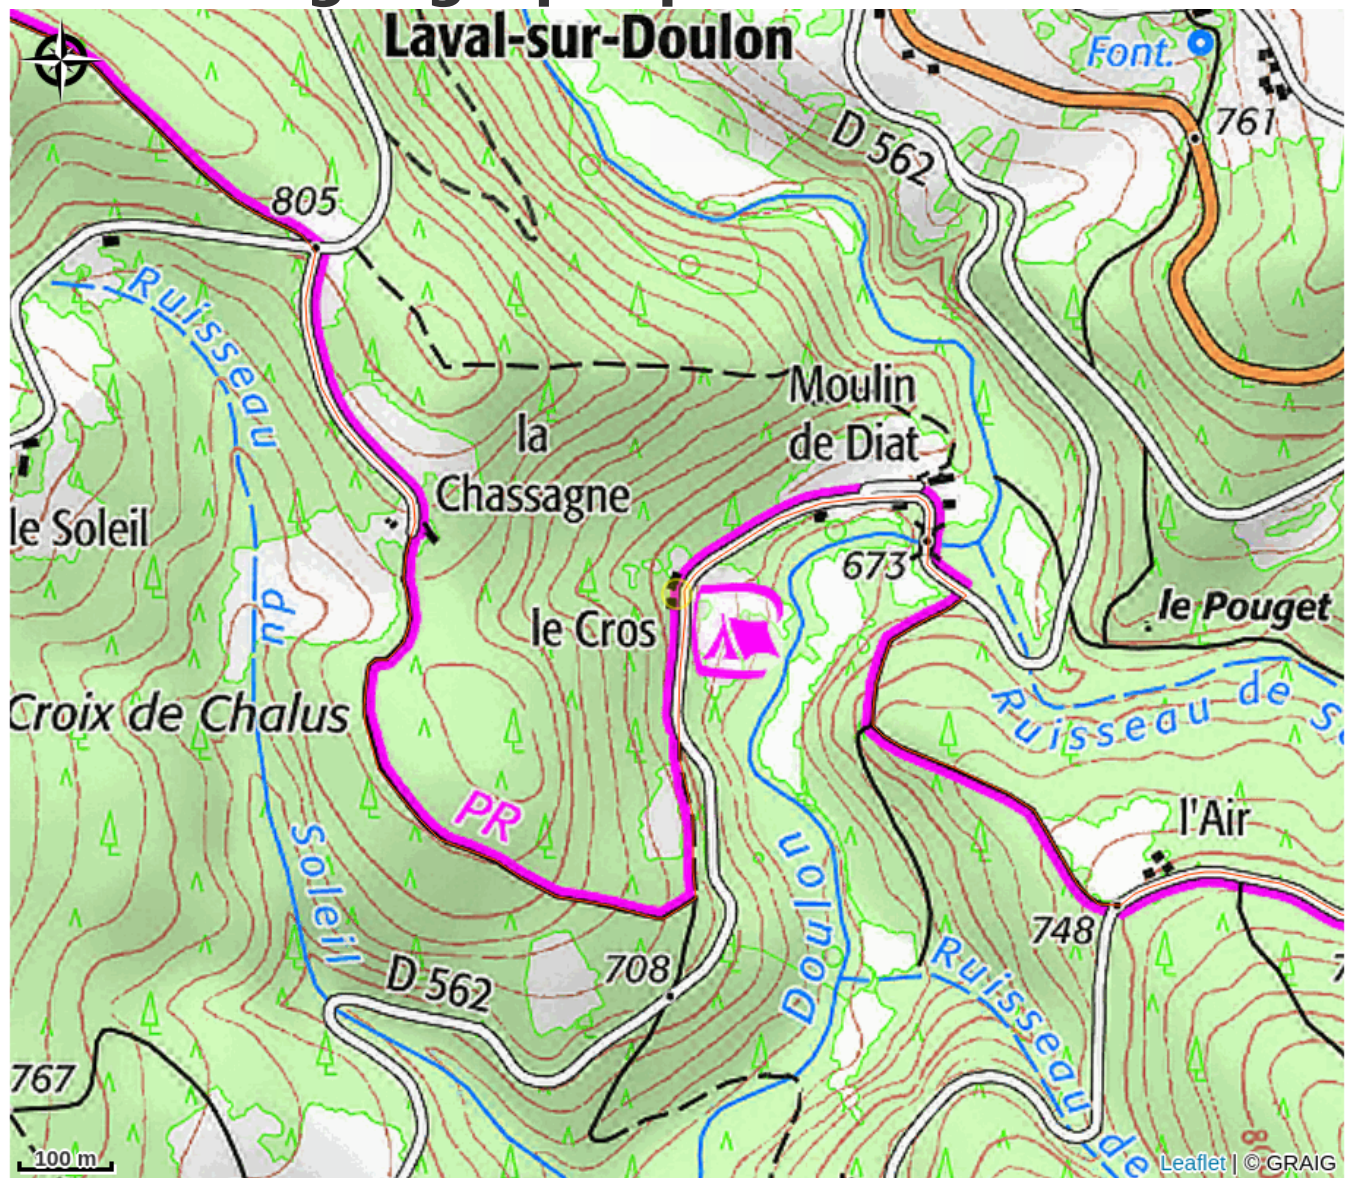 Laval-sur-Doulon
Font.
761
D 562
805
Ruisseau
du
Soleil
Moulin
de Diat
la
Chassagne
le Soleil
673
le Pouget
le Cros
Croix de Chalus
Ruisseau de S
PR
l'Air
Doulon
748
Ruisseau
de
708
D 562
767
7
100 m
Leaflet | © GRAIG